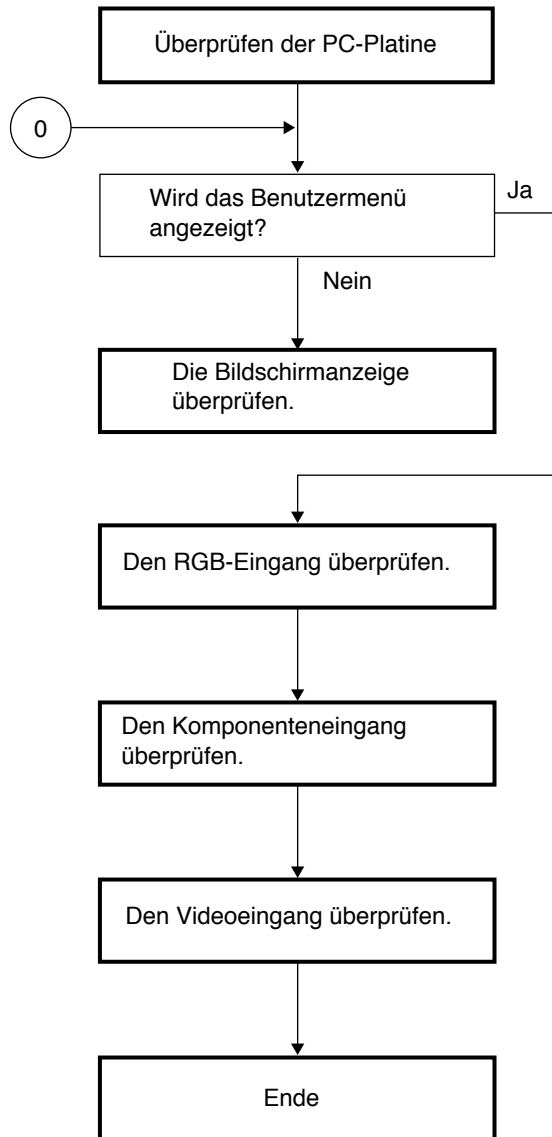 Überprüfen der PC-Platine
0
Wird das Benutzermenü
angezeigt?
Ja
Nein
Die Bildschirmanzeige
überprüfen.
Den RGB-Eingang überprüfen.
Den Komponenteneingang
überprüfen.
Den Videoeingang überprüfen.
Ende